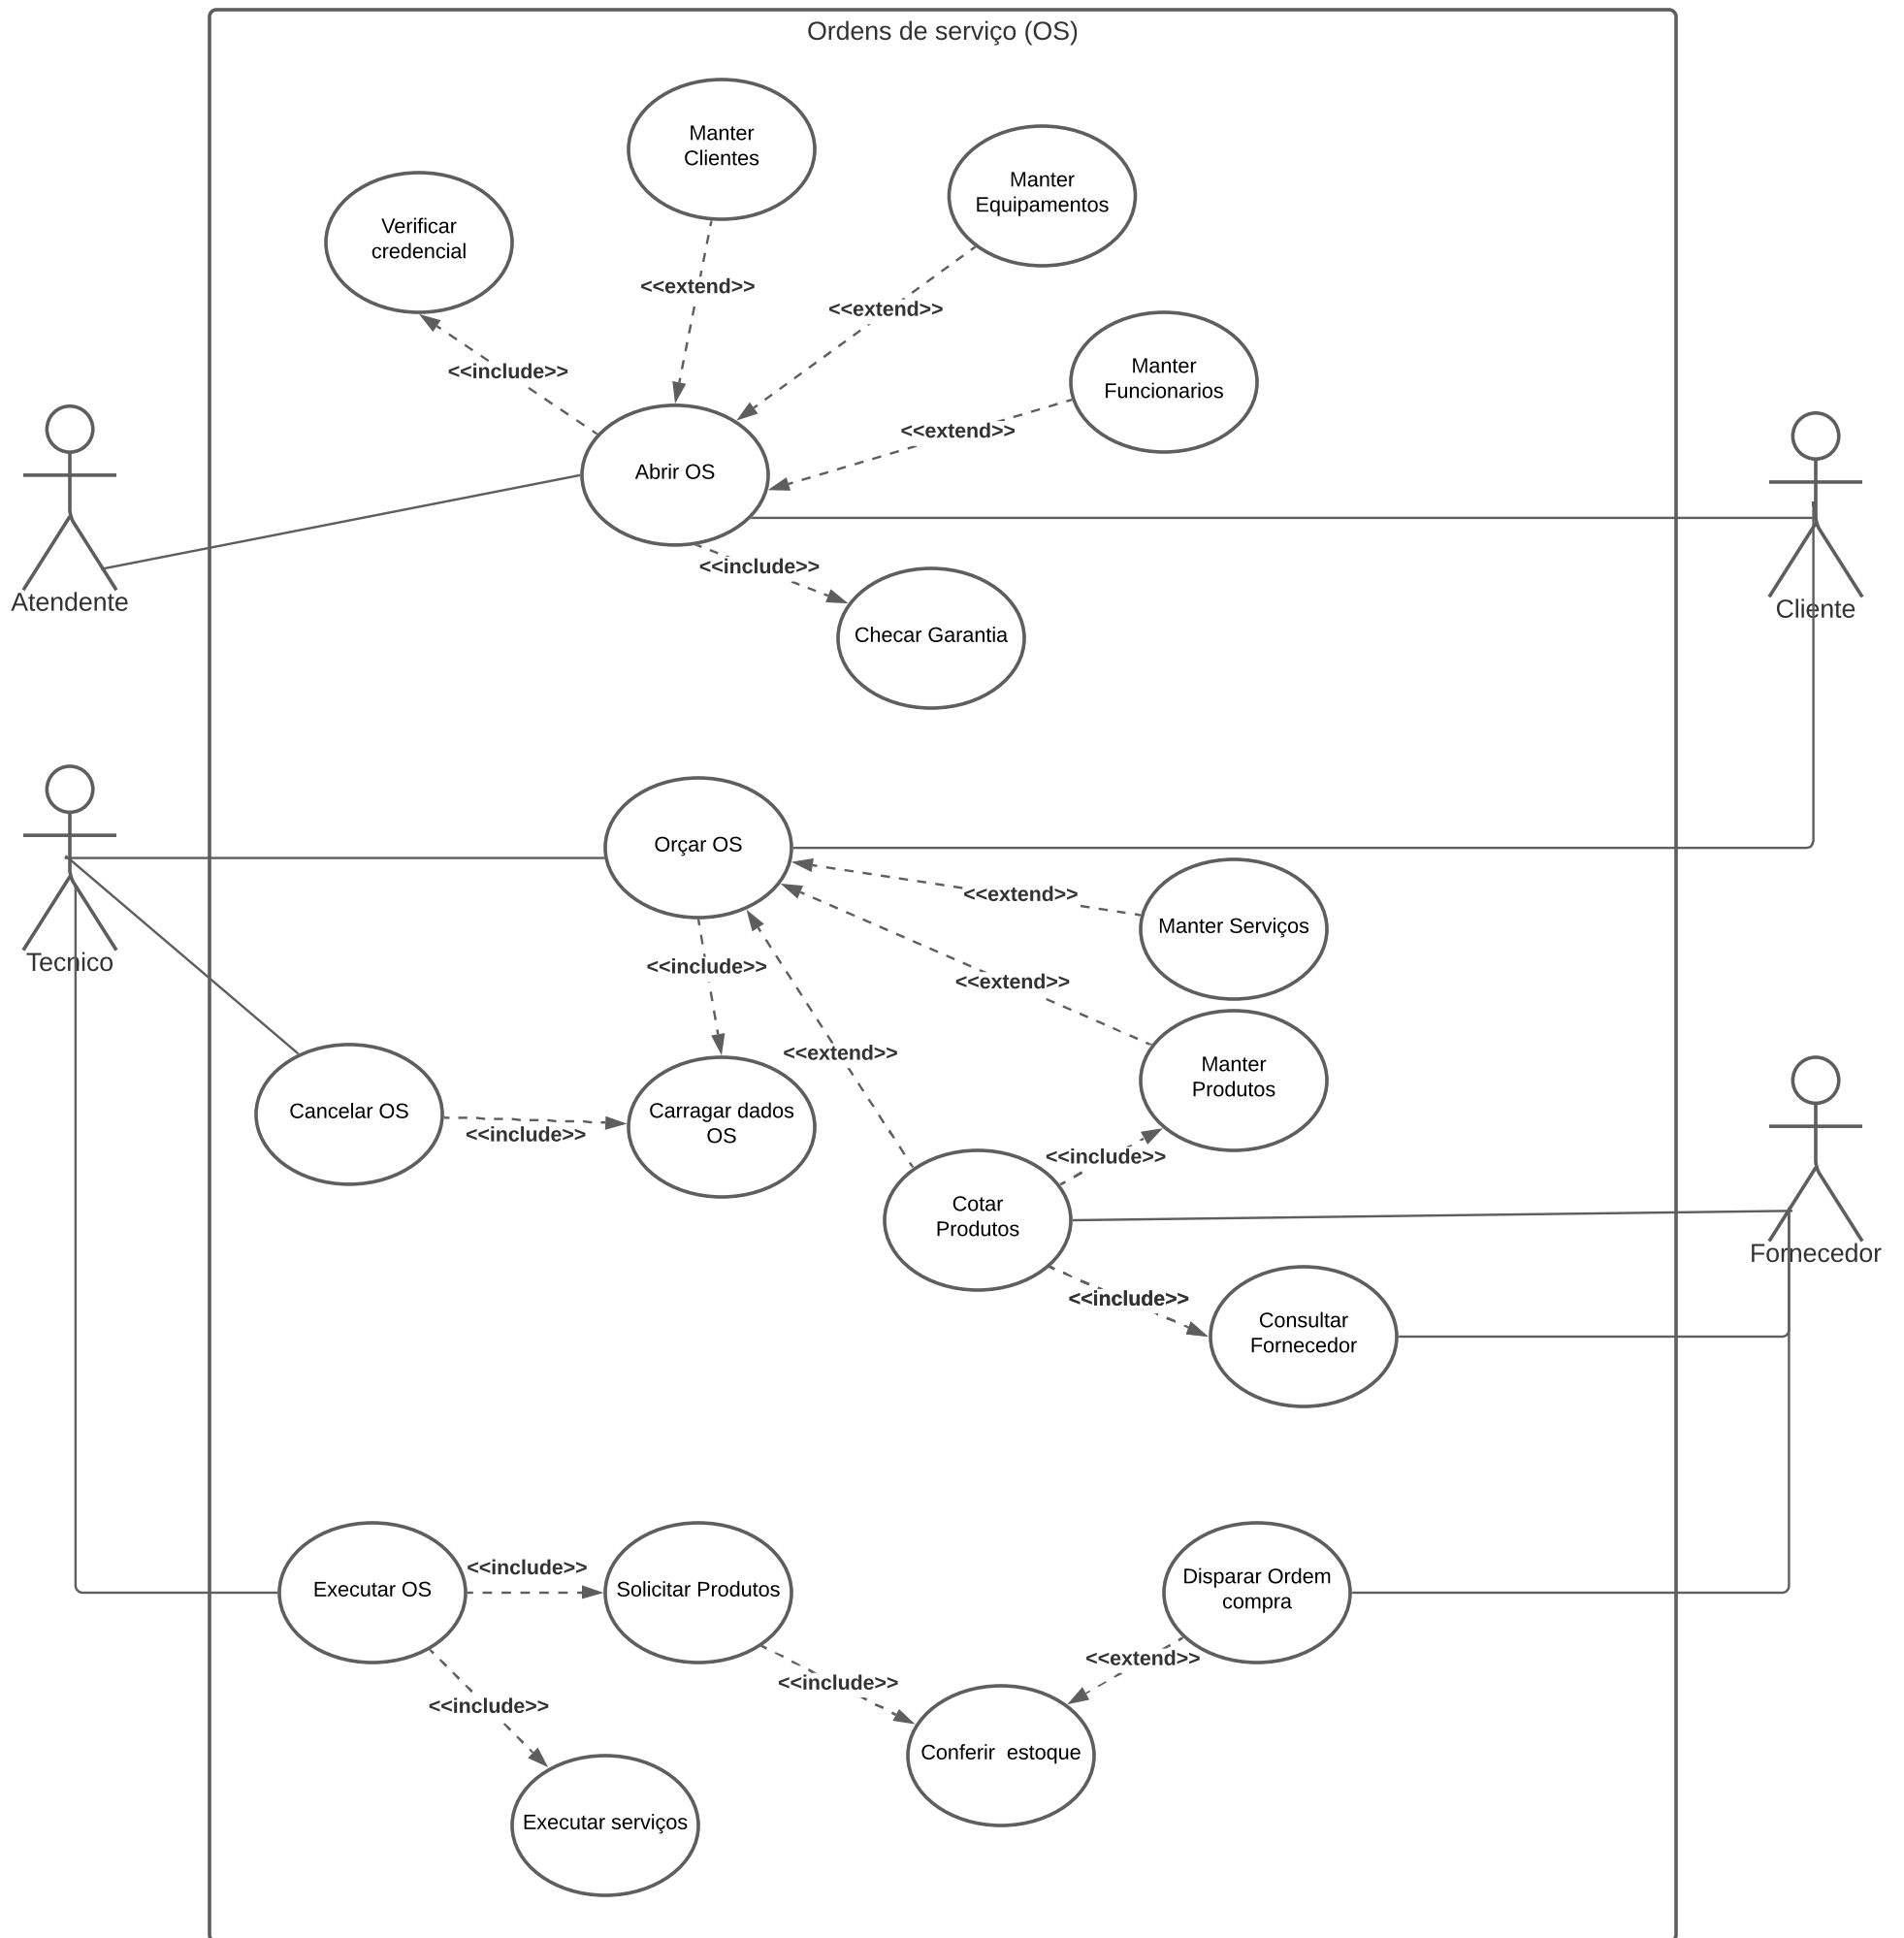 Ordens de serviço (OS)
Manter
Clientes
Manter
Equipamentos
Verificar
credencial
<<extend>>
<<extend>>
<<include>>
Manter
Funcionarios
<<extend>>
Abrir OS
<<include>>
Atendente
Cliente
Checar Garantia
Orçar OS
<<extend>>
Manter Serviços
Tecnico
<<include>>
<<extend>>
<<extend>>
Manter
Produtos
Cancelar OS
<<include>>
Carragar dados
OS
<<include>>
Cotar
Produtos
Fornecedor
<<include>>
Consultar
Fornecedor
Executar OS
<<include>>
Solicitar Produtos
Disparar Ordem
compra
<<extend>>
<<include>>
<<include>>
Conferir  estoque
Executar serviços